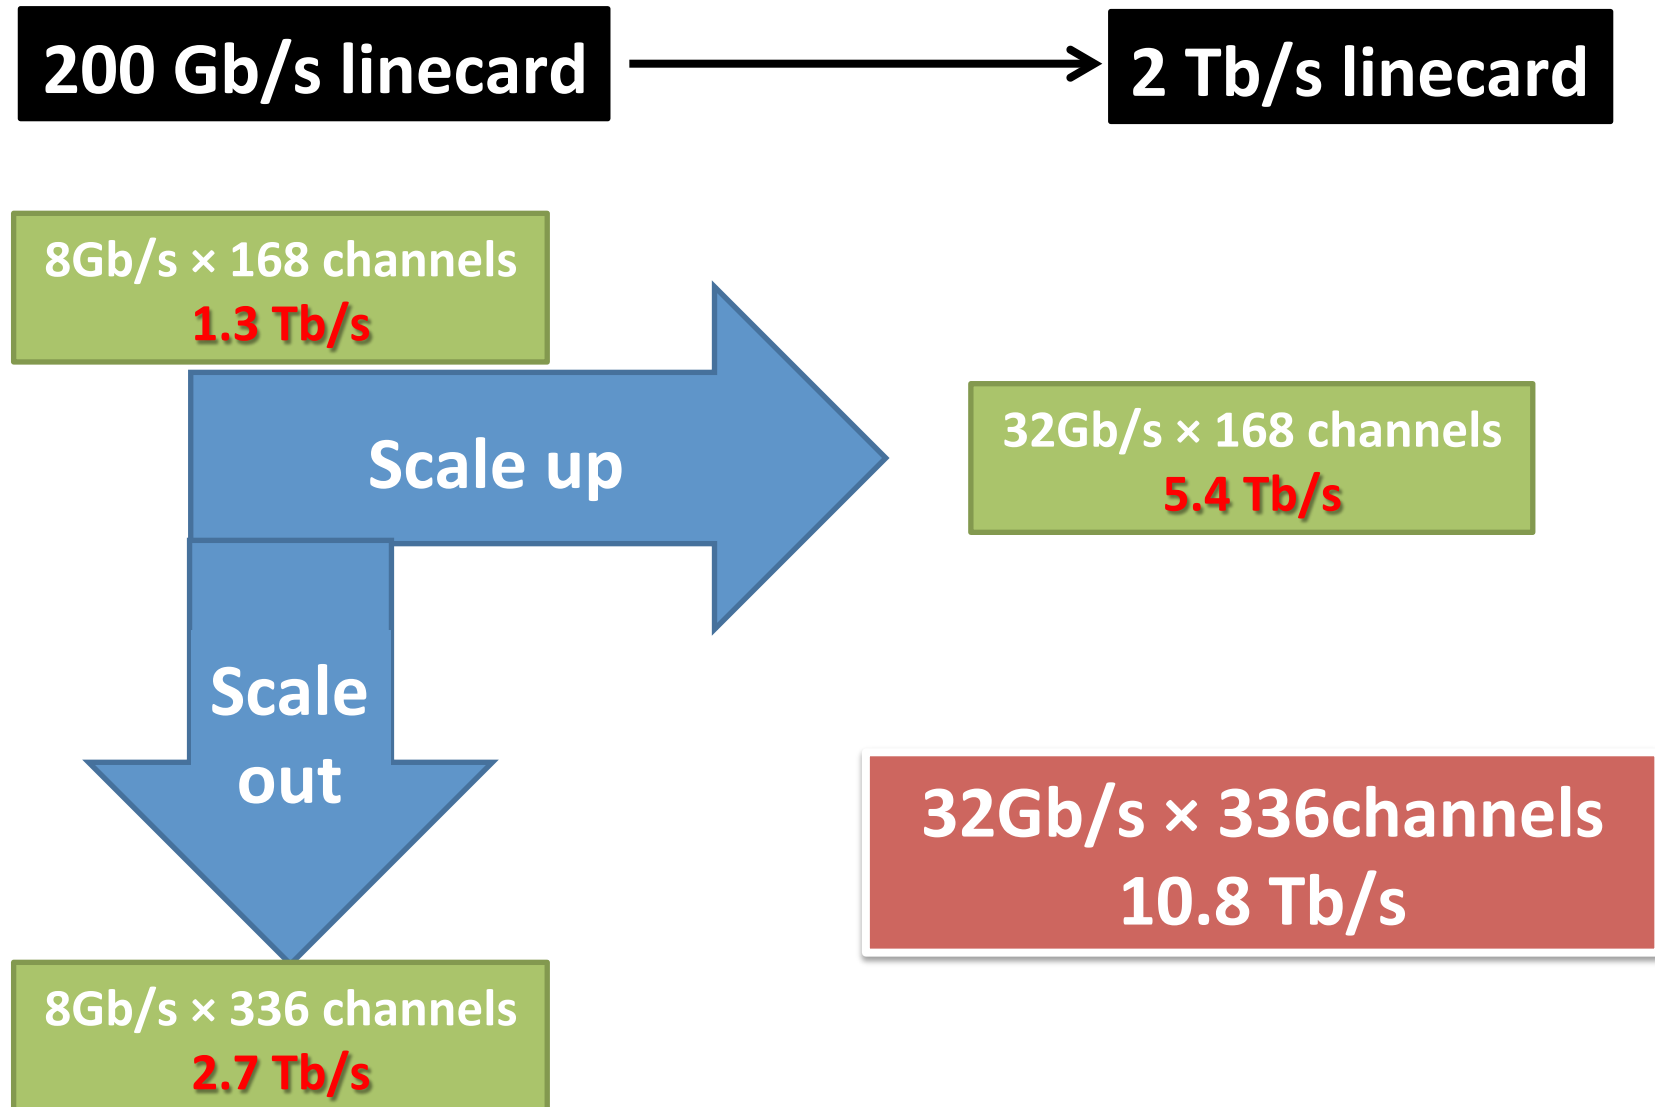 200 Gb/s linecard
2 Tb/s linecard
8Gb/s × 168 channels
1.3 Tb/s
Scale up
32Gb/s × 168 channels
5.4 Tb/s
Scale
out
32Gb/s × 336channels
10.8 Tb/s
8Gb/s × 336 channels
2.7 Tb/s